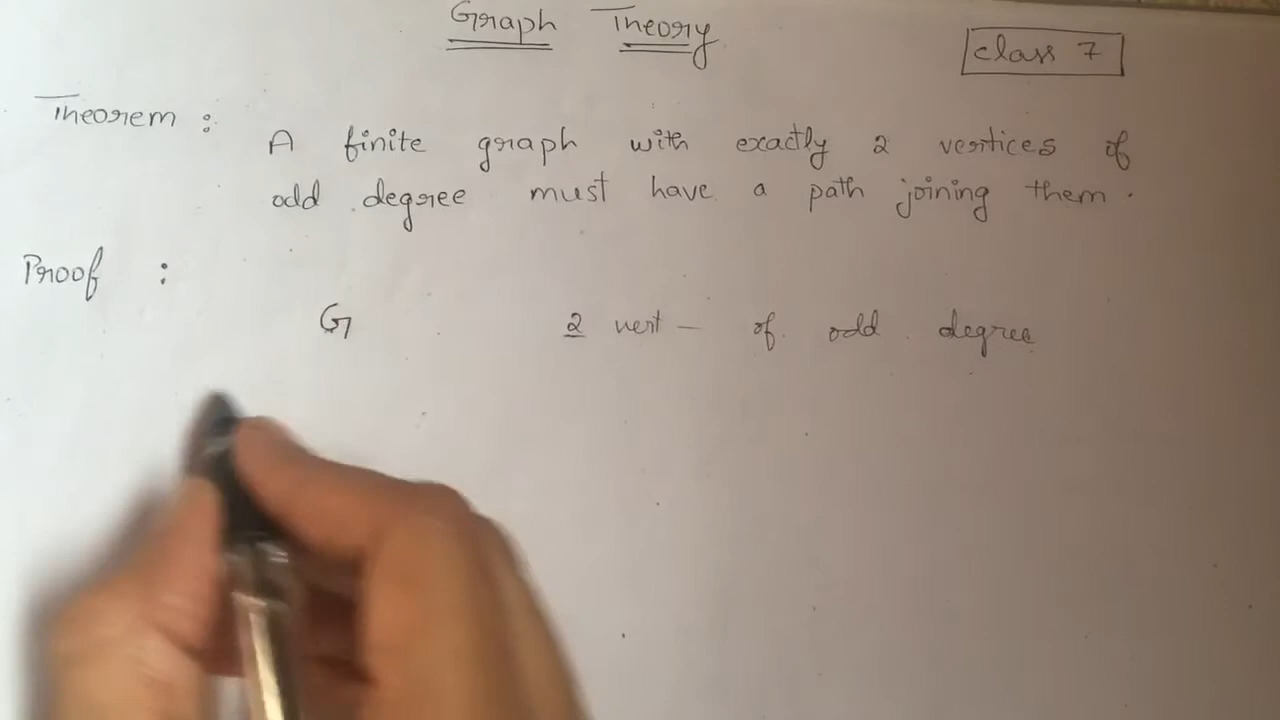 Graph Theory
class 7
Theorem :
A finite graph with exactly 2 vertices of
odd degree must have a path joining them.
Proof :
G 2 vert - of odd degree